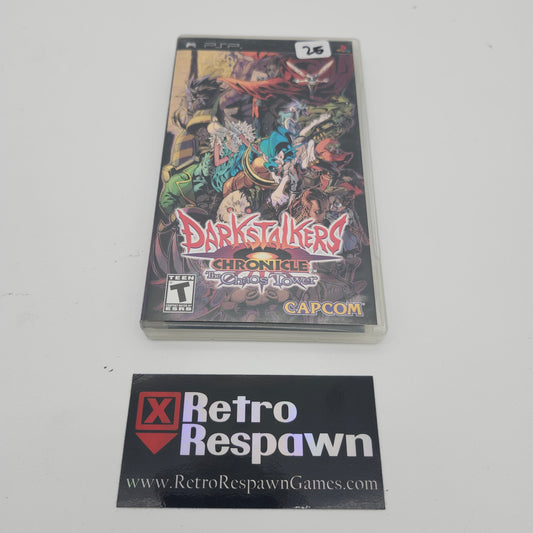 PSP
25
DARKSTALKERS
CHRONICLE
The Chaos Tower
TEEN
T
ESRB
CAPCOM
X Retro
Respawn
www.RetroRespawnGames.com